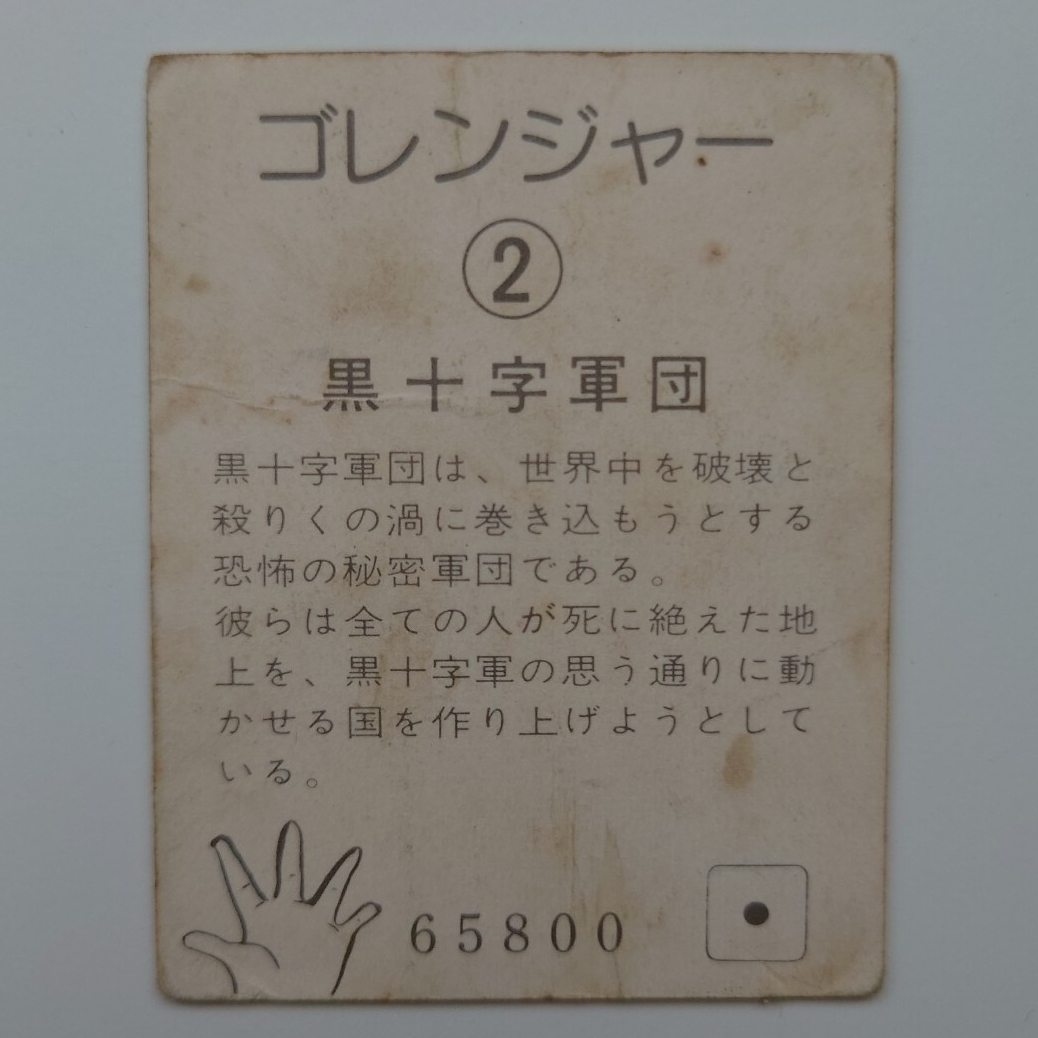 ゴレンジャー
②
黒十字軍団
黒十字軍団は、世界中を破壊と
殺りくの渦に巻き込もうとする
恐怖の秘密軍団である。
彼らは全ての人が死に絶えた地
上を、黒十字軍の思う通りに動
かせる国を作り上げようとして
いる。
65800